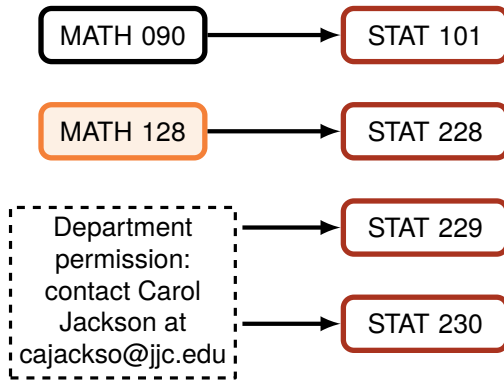 MATH 090
STAT 101
MATH 128
STAT 228
Department
permission:
contact Carol
Jackson at
cajackso@jjc.edu
STAT 229
STAT 230